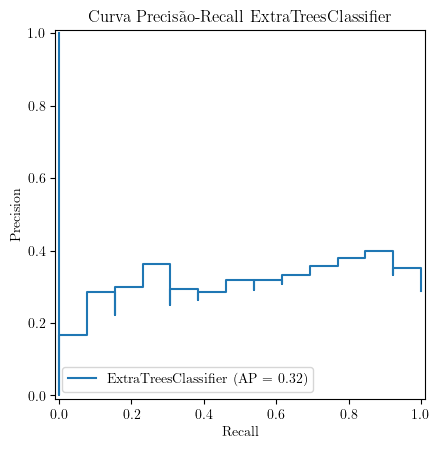 Curva Precisão-Recall ExtraTreesClassifier
1.0
0.8
0.6
0.4
0.2
0.0
Precision
ExtraTreesClassifier (AP = 0.32)
0.0 0.2 0.4 0.6 0.8 1.0
Recall